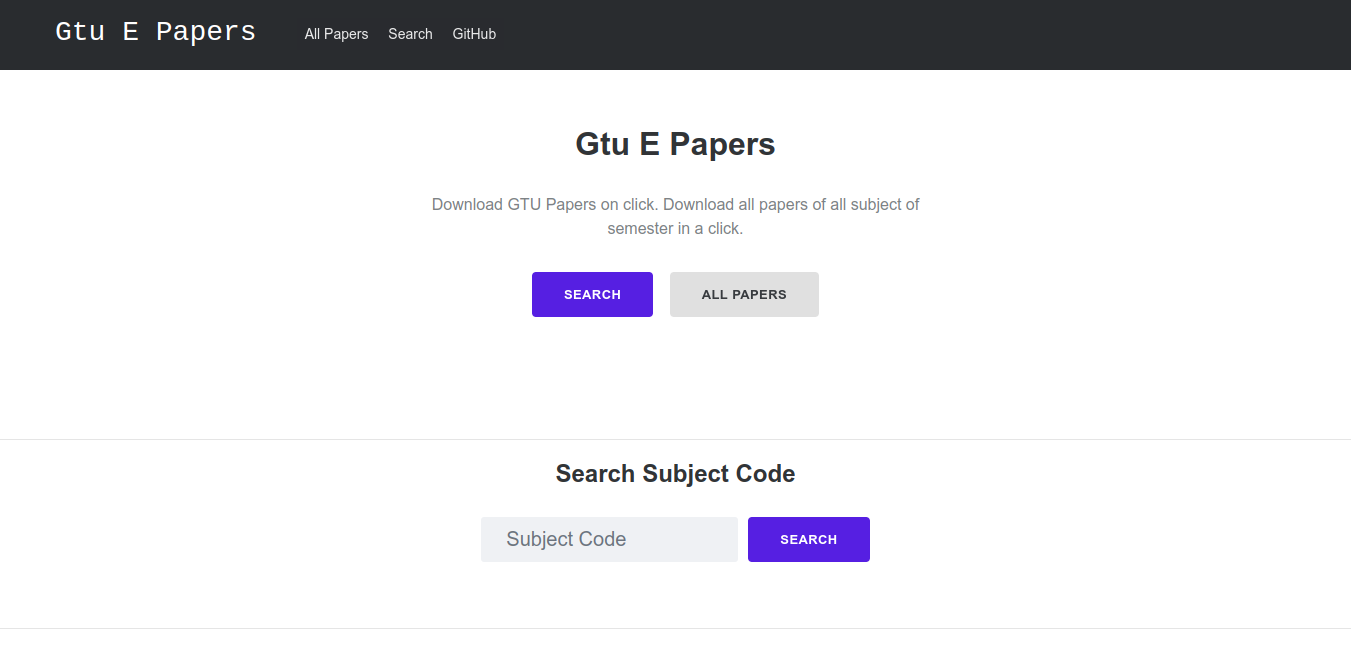 Gtu E Papers
All Papers Search GitHub
Gtu E Papers
Download GTU Papers on click. Download all papers of all subject of
semester in a click.
SEARCH ALL PAPERS
Search Subject Code
Subject Code SEARCH